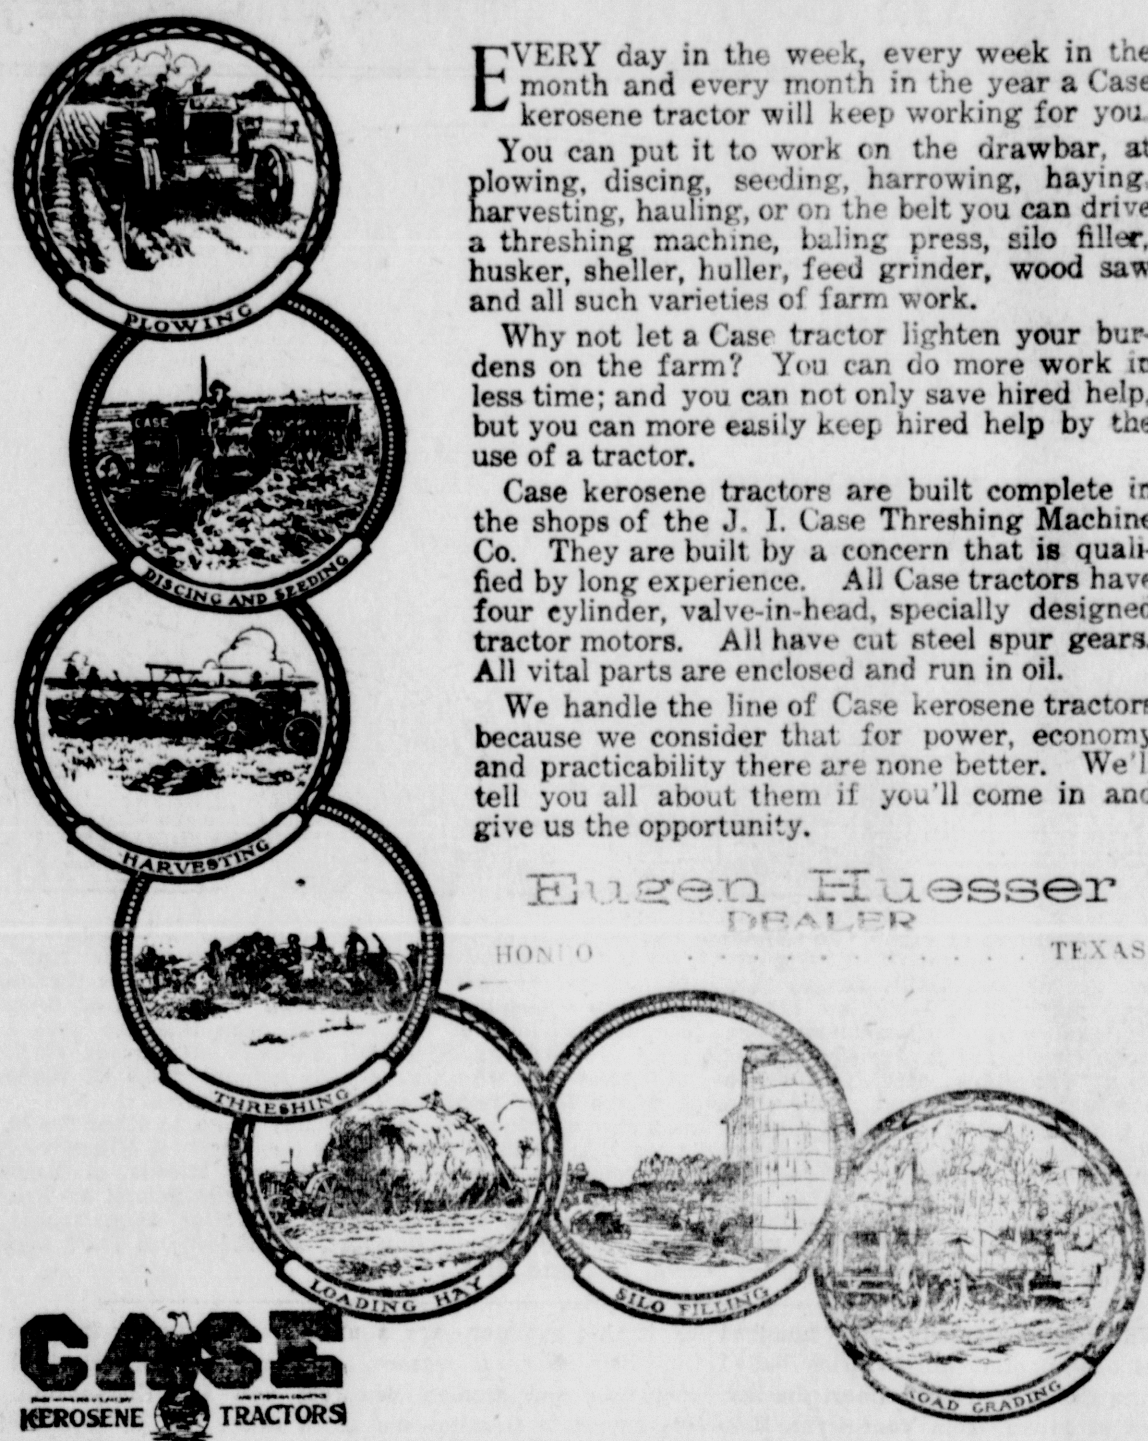 EVERY day in the week, every week in the
month and every month in the year a Case
kerosene tractor will keep working for you.
You can put it to work on the drawbar, at
plowing, discing, seeding, harrowing, haying,
harvesting, hauling, or on the belt you can drive
a threshing machine, baling press, silo filler,
husker, sheller, huller, feed grinder, wood saw
and all such varieties of farm work.
Why not let a Case tractor lighten your bur-
dens on the farm? You can do more work in
less time; and you can not only save hired help,
but you can more easily keep hired help by the
use of a tractor.
Case kerosene tractors are built complete in
the shops of the J. I. Case Threshing Machine
Co. They are built by a concern that is quali-
fied by long experience. All Case tractors have
four cylinder, valve-in-head, specially designed
tractor motors. All have cut steel spur gears.
All vital parts are enclosed and run in oil.
We handle the line of Case kerosene tractors
because we consider that for power, economy
and practicability there are none better. We'll
tell you all about them if you'll come in and
give us the opportunity.
Eugen Huesser
DEALER
HONDO . . . . . . . . . . . TEXAS
PLOWING
CASE
DISCING AND SEEDING
HARVESTING
THRESHING
LOADING HAY
SILO FILLING
ROAD GRADING
CASE
KEROSENE TRACTORS